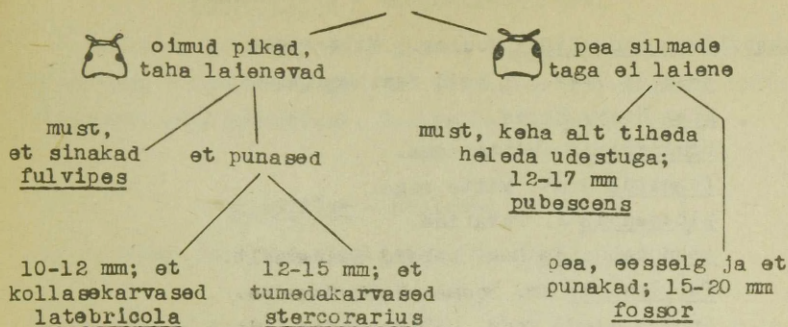 oimud pikad,
taha laienevad
pea silmade
taga ei laiene
must,
et sinakad
fulvipes
et punased
must, keha alt tiheda
heleda udestuga;
12-17 mm
pubescens
10-12 mm; et
kollasekarvased
latebricola
12-15 mm; et
tumedakarvased
stercorarius
pea, eesselg ja et
punakad; 15-20 mm
fossor